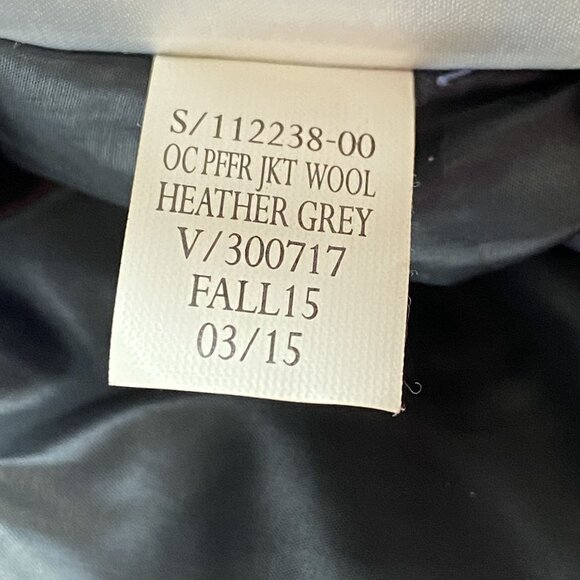 S/112238-00
OC PFFR JKT WOOL
HEATHER GREY
V/300717
FALL15
03/15